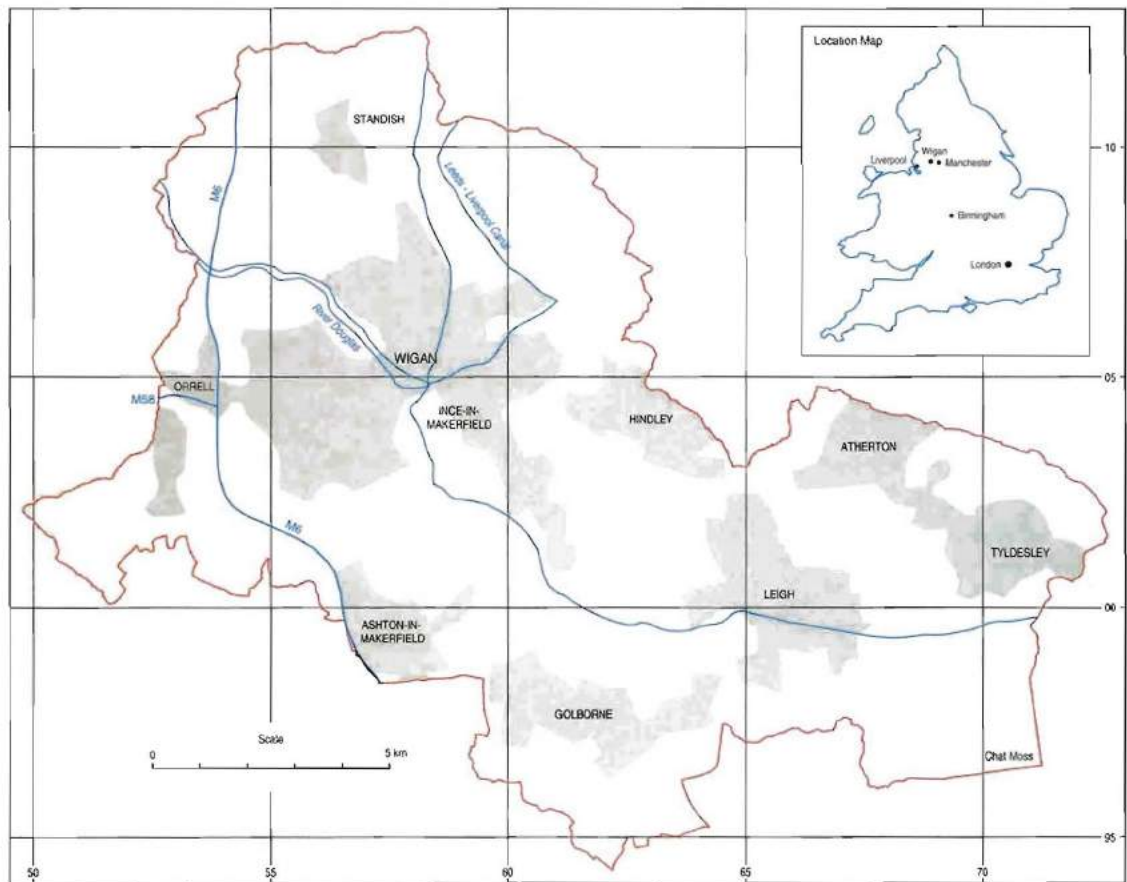 Location Map
Wigan
Liverpool
Manchester
Birmingham
London
STANDISH
10
M6
Leeds - Liverpool Canal
River Douglas
WIGAN
ORRELL
05
M58
INCE-IN-
MAKERFIELD
HINDLEY
ATHERTON
M6
TYLDESLEY
LEIGH
00
ASHTON-IN-
MAKERFIELD
GOLBORNE
Scale
0
5 km
Chat Moss
95
50
55
60
65
70